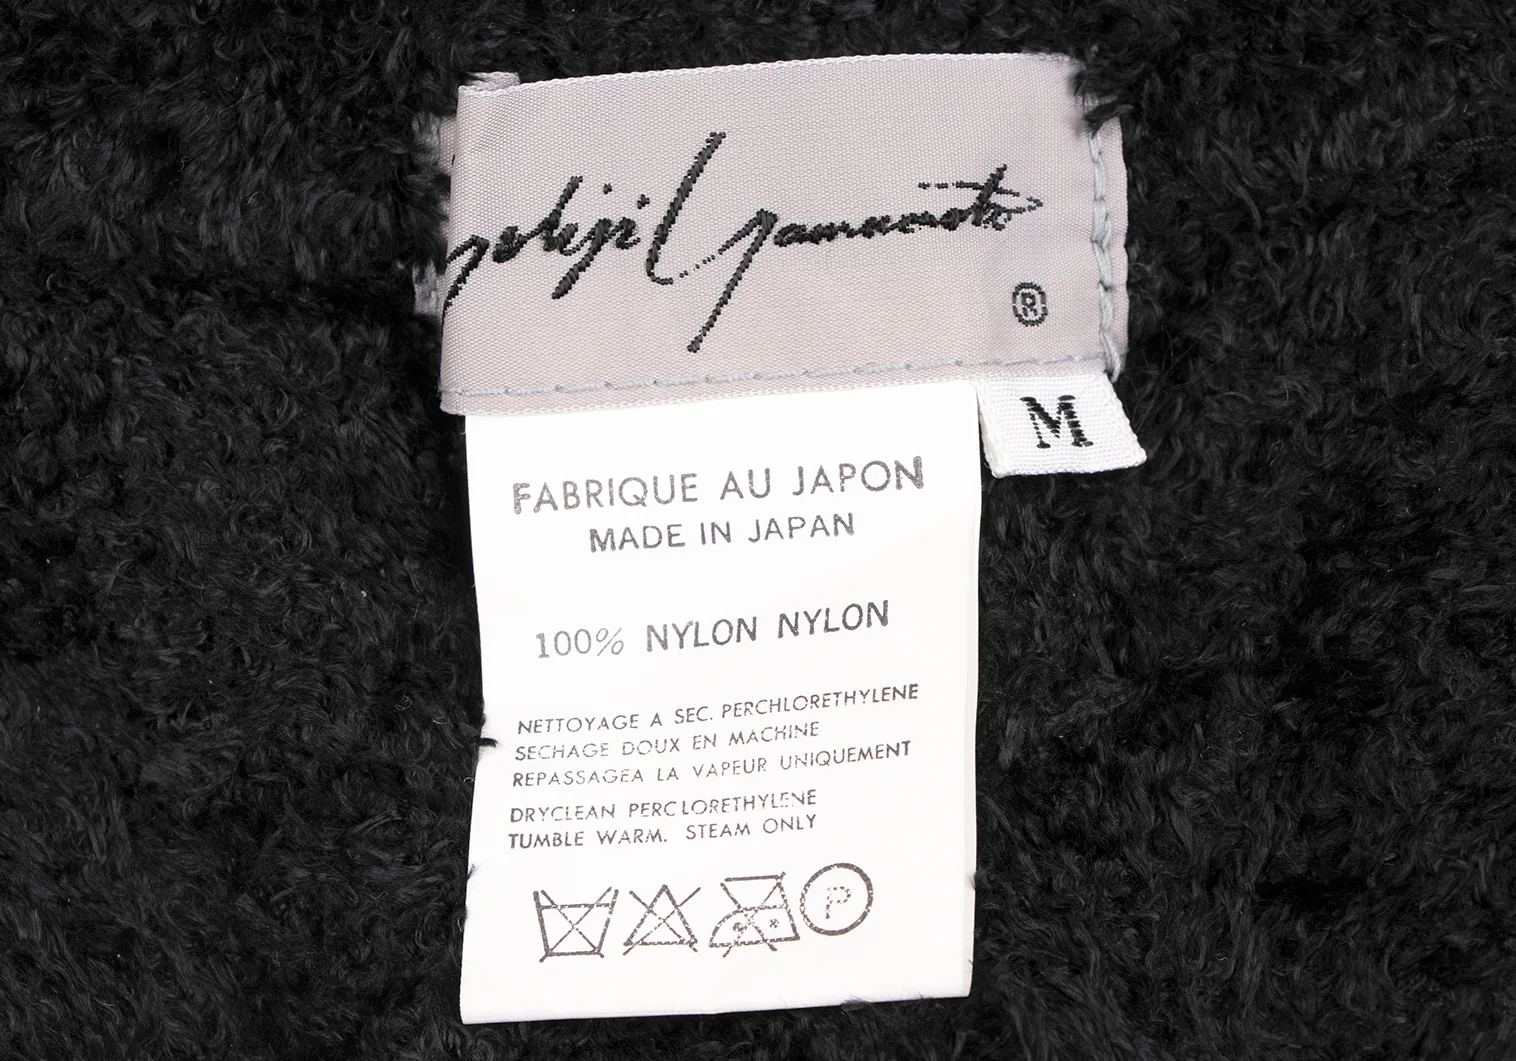 Yohji Yamamoto
®
M
FABRIQUE AU JAPON
MADE IN JAPAN
100% NYLON NYLON
NETTOYAGE A SEC. PERCHLORETHYLENE
SECHAGE DOUX EN MACHINE
REPASSAGEA LA VAPEUR UNIQUEMENT
DRYCLEAN PERCLORETHYLENE
TUMBLE WARM. STEAM ONLY
P